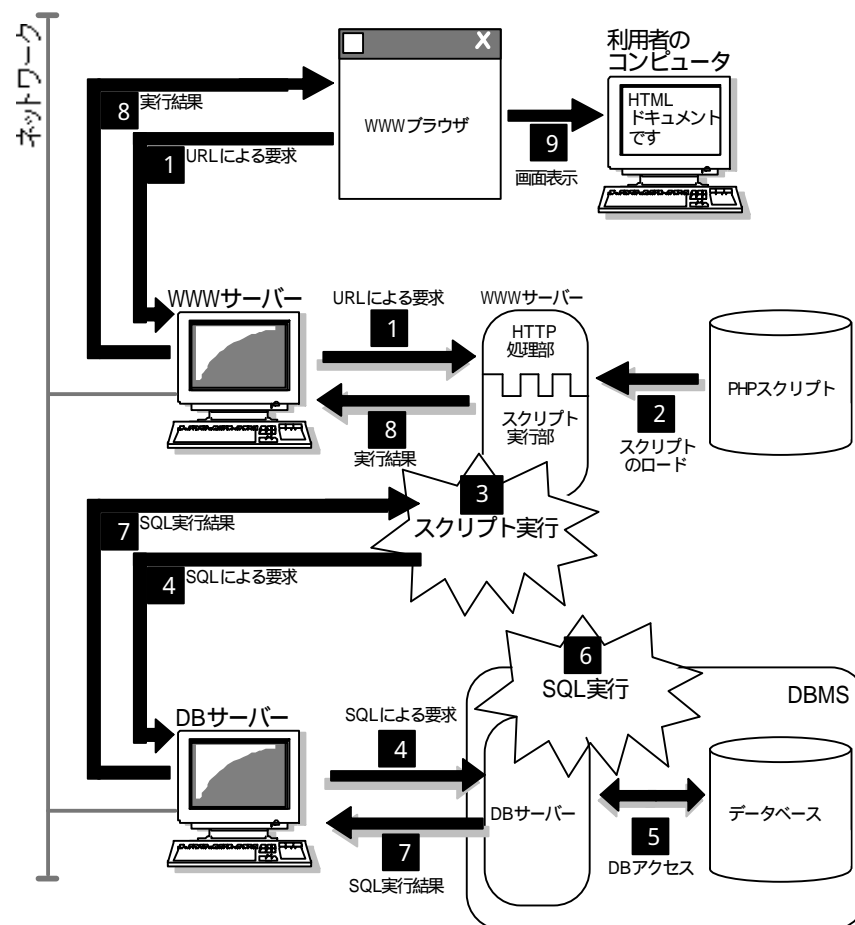 ネットワーク
X
利用者の
コンピュータ
HTML
ドキュメント
です
WWWブラウザ
8
実行結果
1
URLによる要求
9
画面表示
WWWサーバー
URLによる要求
1
WWWサーバー
HTTP
処理部
スクリプト
実行部
8
実行結果
2
スクリプト
のロード
PHPスクリプト
3
スクリプト実行
7
SQL実行結果
4
SQLによる要求
6
SQL実行
DBMS
DBサーバー
SQLによる要求
4
DBサーバー
7
SQL実行結果
5
DBアクセス
データベース